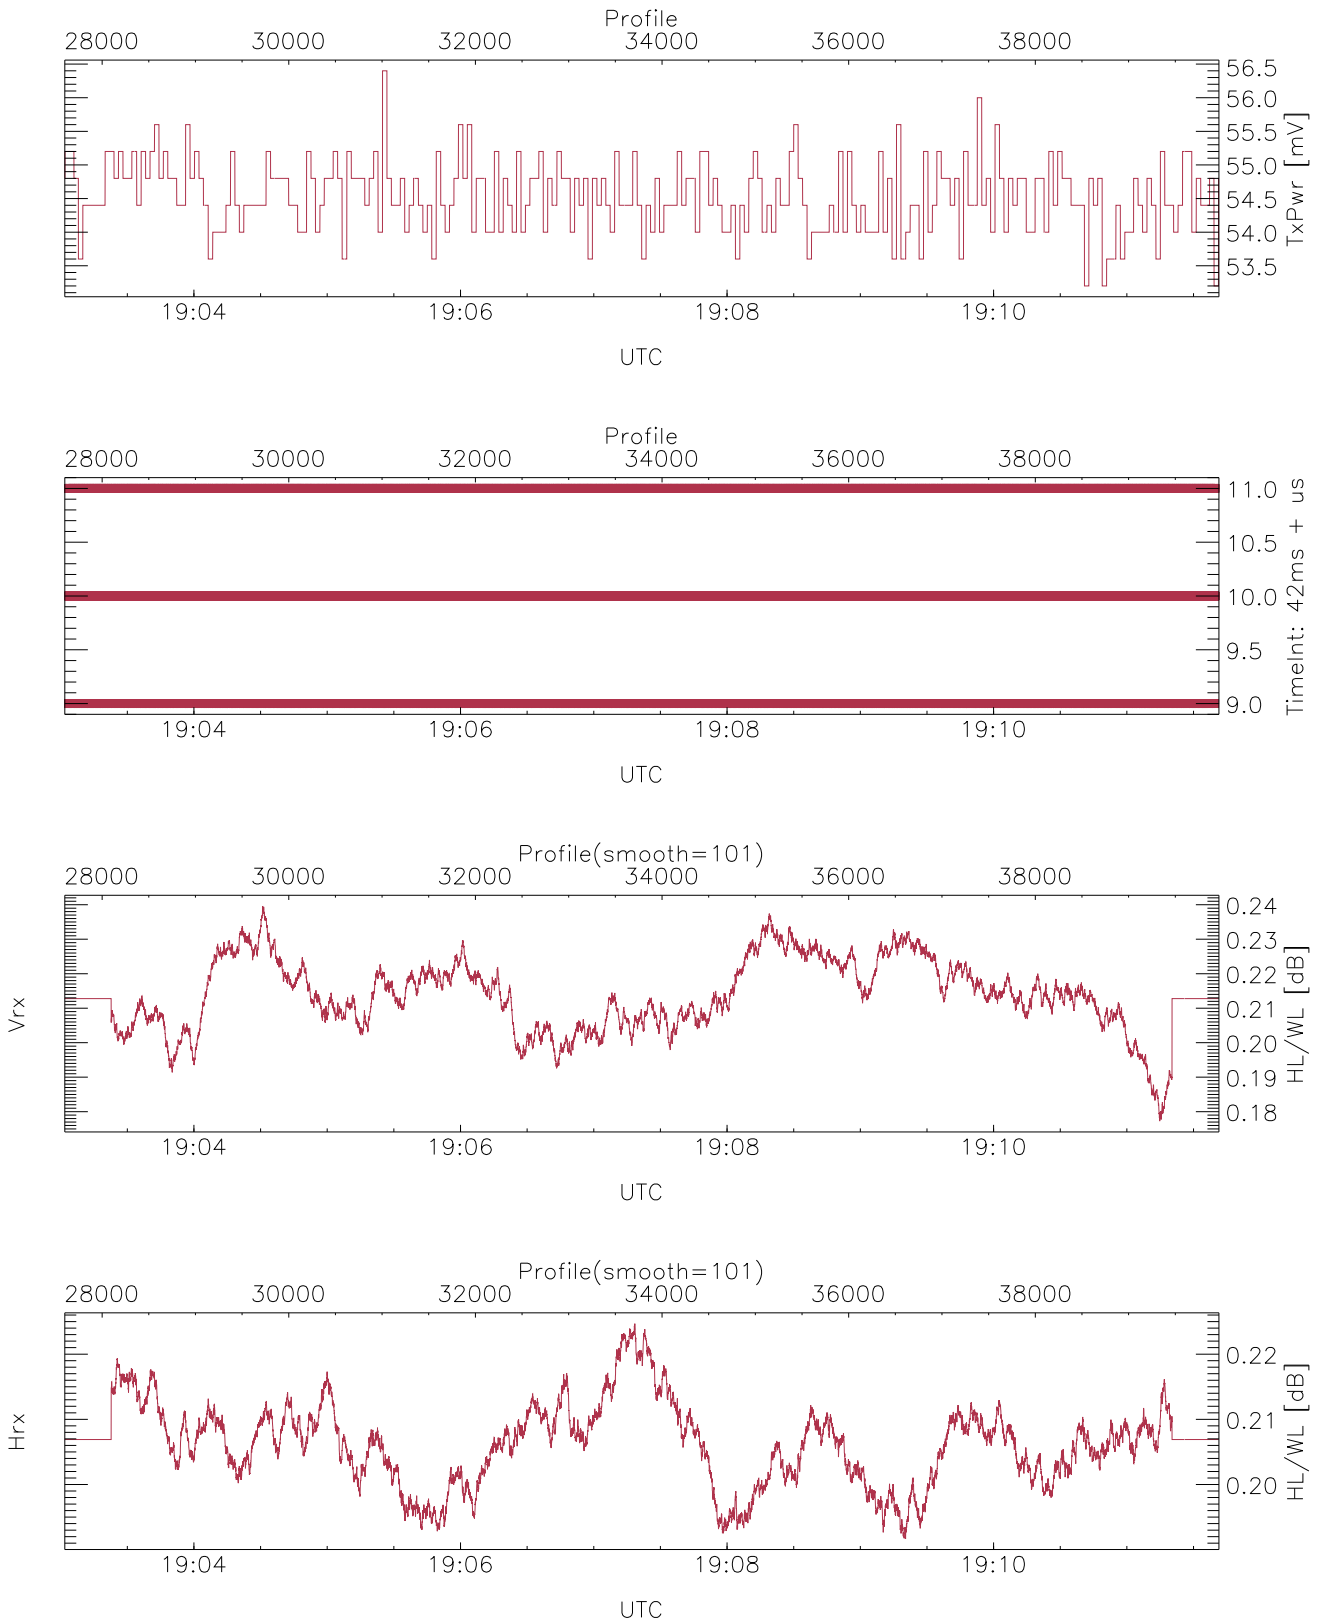 Profile
28000 30000 32000 34000 36000 38000
56.5
56.0
55.5
55.0
54.5
54.0
53.5
TxPwr [mV]
19:04 19:06 19:08 19:10
UTC
Profile
28000 30000 32000 34000 36000 38000
11.0
10.5
10.0
9.5
9.0
TimeInt: 42ms + us
19:04 19:06 19:08 19:10
UTC
Profile(smooth=101)
28000 30000 32000 34000 36000 38000
Vrx
0.24
0.23
0.22
0.21
0.20
0.19
0.18
HL/WL [dB]
19:04 19:06 19:08 19:10
UTC
Profile(smooth=101)
28000 30000 32000 34000 36000 38000
Hrx
0.22
0.21
0.20
HL/WL [dB]
19:04 19:06 19:08 19:10
UTC